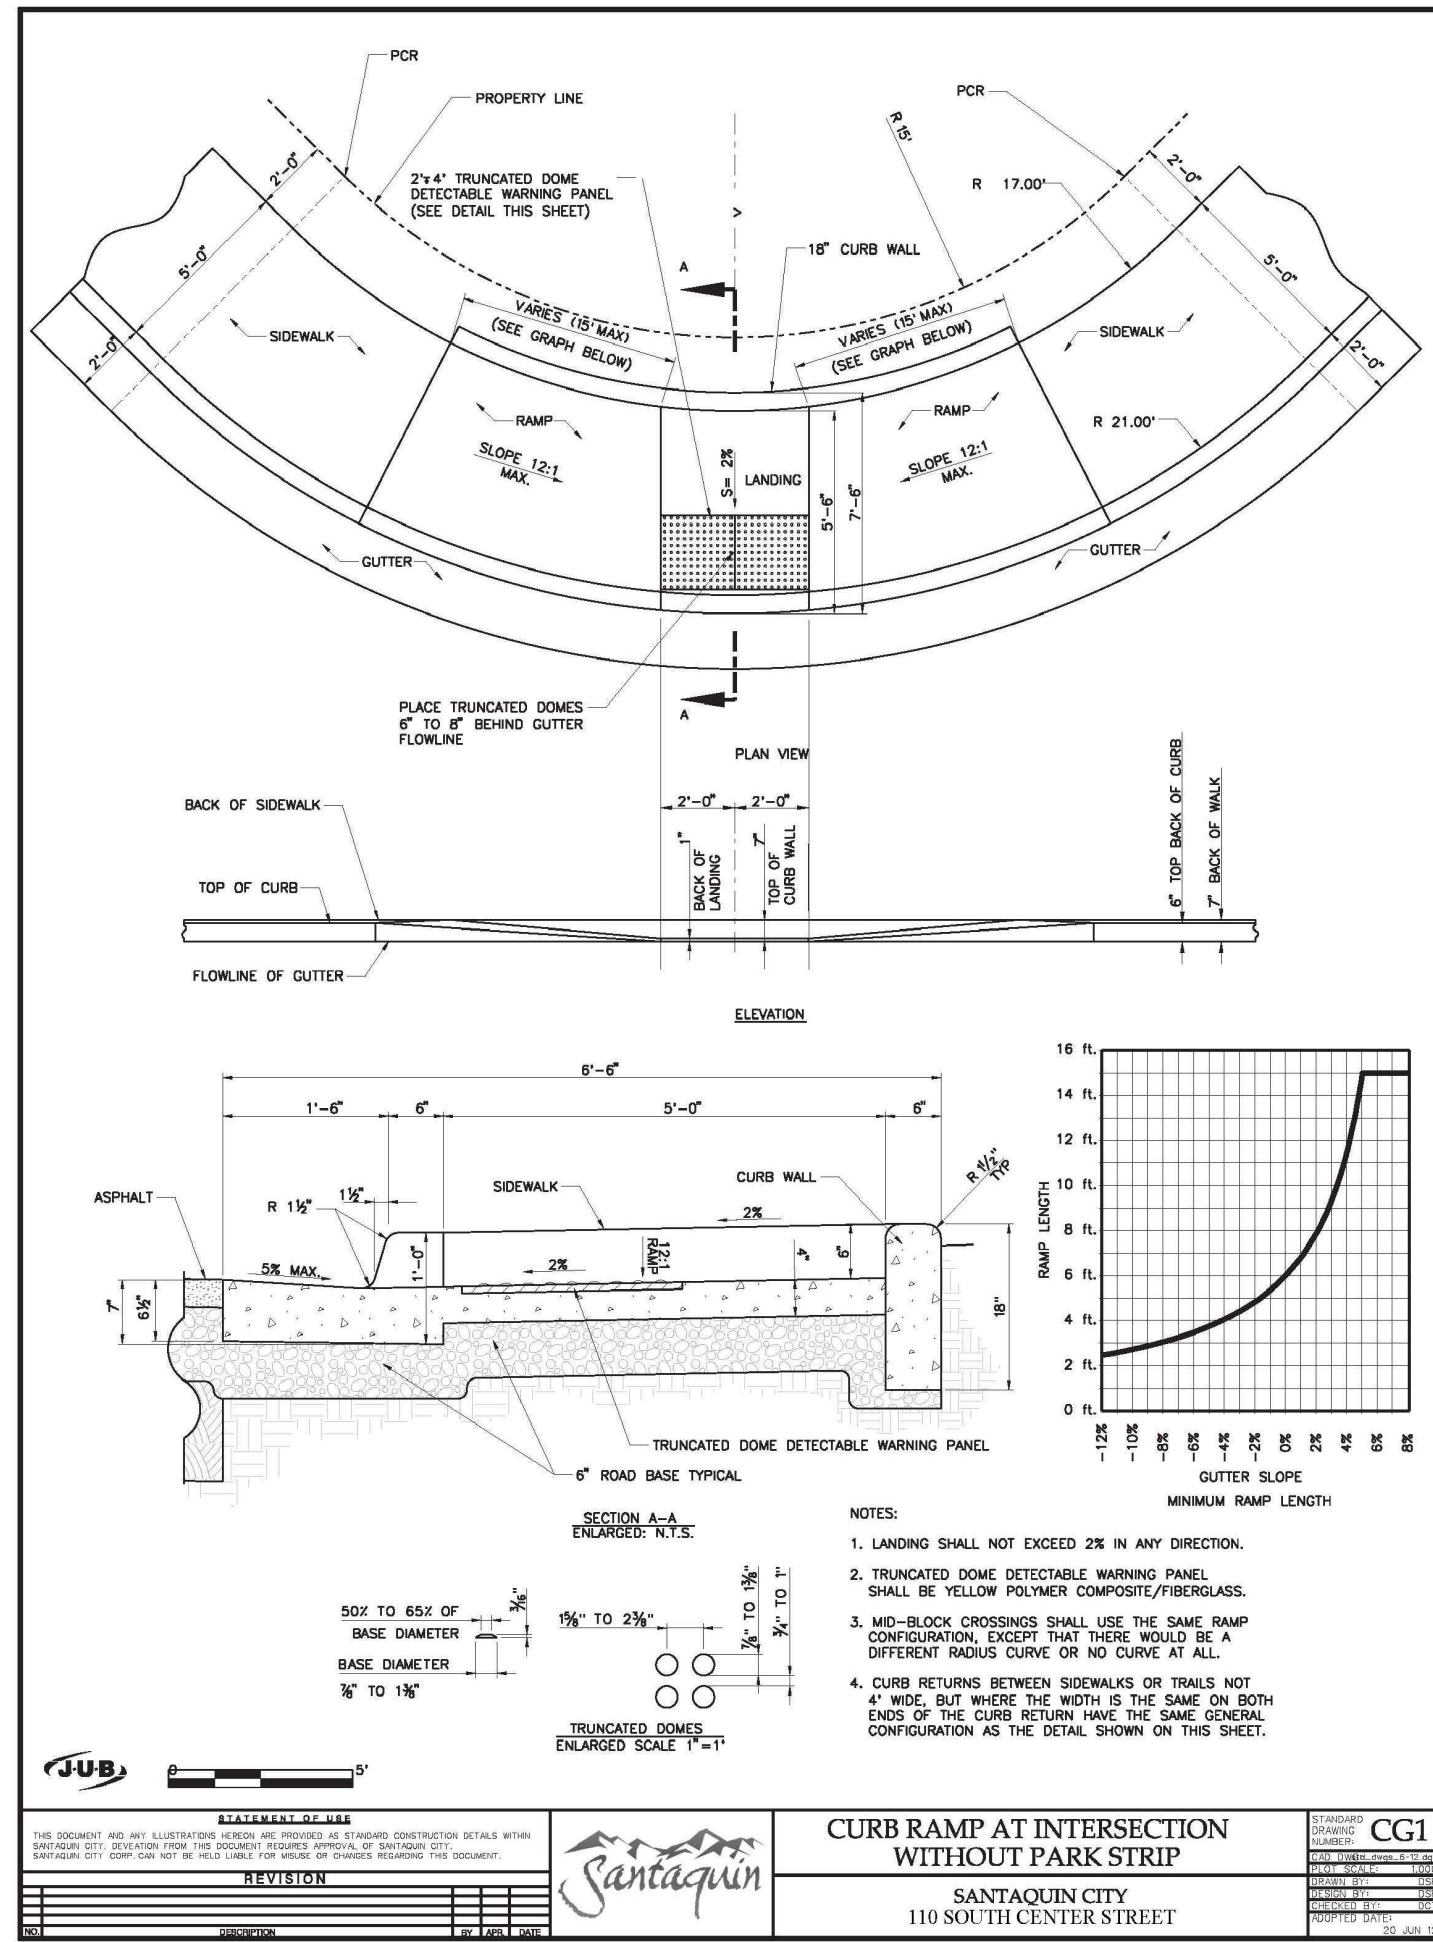 PCR
PROPERTY LINE
PCR
R 15'
2'-0"
2'-0"
2'x4' TRUNCATED DOME
DETECTABLE WARNING PANEL
(SEE DETAIL THIS SHEET)
R 17.00'
18" CURB WALL
5'-0"
5'-0"
A
VARIES (15' MAX)
(SEE GRAPH BELOW)
VARIES (15' MAX)
(SEE GRAPH BELOW)
SIDEWALK
SIDEWALK
2'-0"
2'-0"
RAMP
RAMP
R 21.00'
SLOPE 12:1
MAX.
S= 2%
LANDING
SLOPE 12:1
MAX.
5'-6"
7'-6"
GUTTER
GUTTER
PLACE TRUNCATED DOMES
6" TO 8" BEHIND GUTTER
FLOWLINE
A
PLAN VIEW
BACK OF SIDEWALK
2'-0"
2'-0"
1"
BACK OF
LANDING
7"
TOP OF
CURB WALL
6" TOP BACK OF CURB
7" BACK OF WALK
TOP OF CURB
FLOWLINE OF GUTTER
ELEVATION
6'-6"
1'-6"
6"
5'-0"
6"
ASPHALT
R 1½"
1½"
SIDEWALK
CURB WALL
R 1/2"
TYP
2%
5% MAX.
1'-0"
2%
12:1
RAMP
4"
6"
7"
6½"
18"
TRUNCATED DOME DETECTABLE WARNING PANEL
6" ROAD BASE TYPICAL
SECTION A-A
ENLARGED: N.T.S.
16 ft.
14 ft.
12 ft.
10 ft.
8 ft.
6 ft.
4 ft.
2 ft.
0 ft.
RAMP LENGTH
-12%
-10%
-8%
-6%
-4%
-2%
0%
2%
4%
6%
8%
GUTTER SLOPE
MINIMUM RAMP LENGTH
NOTES:
1. LANDING SHALL NOT EXCEED 2% IN ANY DIRECTION.
2. TRUNCATED DOME DETECTABLE WARNING PANEL
SHALL BE YELLOW POLYMER COMPOSITE/FIBERGLASS.
3. MID-BLOCK CROSSINGS SHALL USE THE SAME RAMP
CONFIGURATION, EXCEPT THAT THERE WOULD BE A
DIFFERENT RADIUS CURVE OR NO CURVE AT ALL.
4. CURB RETURNS BETWEEN SIDEWALKS OR TRAILS NOT
4' WIDE, BUT WHERE THE WIDTH IS THE SAME ON BOTH
ENDS OF THE CURB RETURN HAVE THE SAME GENERAL
CONFIGURATION AS THE DETAIL SHOWN ON THIS SHEET.
50% TO 65% OF
BASE DIAMETER
3/16"
BASE DIAMETER
⅞" TO 1⅜"
1⅝" TO 2⅜"
⅞" TO 1⅜"
¾" TO 1"
TRUNCATED DOMES
ENLARGED SCALE 1"=1'
J·U·B
0
5'
STATEMENT OF USE
THIS DOCUMENT AND ANY ILLUSTRATIONS HEREON ARE PROVIDED AS STANDARD CONSTRUCTION DETAILS WITHIN
SANTAQUIN CITY. DEVEATION FROM THIS DOCUMENT REQUIRES APPROVAL OF SANTAQUIN CITY.
SANTAQUIN CITY CORP. CAN NOT BE HELD LIABLE FOR MISUSE OR CHANGES REGARDING THIS DOCUMENT.
REVISION
NO.
DESCRIPTION
BY
APR.
DATE
Santaquin
CURB RAMP AT INTERSECTION
WITHOUT PARK STRIP
SANTAQUIN CITY
110 SOUTH CENTER STREET
STANDARD
DRAWING
NUMBER:
CG1
CAD DWG:
PLOT SCALE:
DRAWN BY:
DESIGN BY:
CHECKED BY:
ADOPTED DATE:
20 JUN